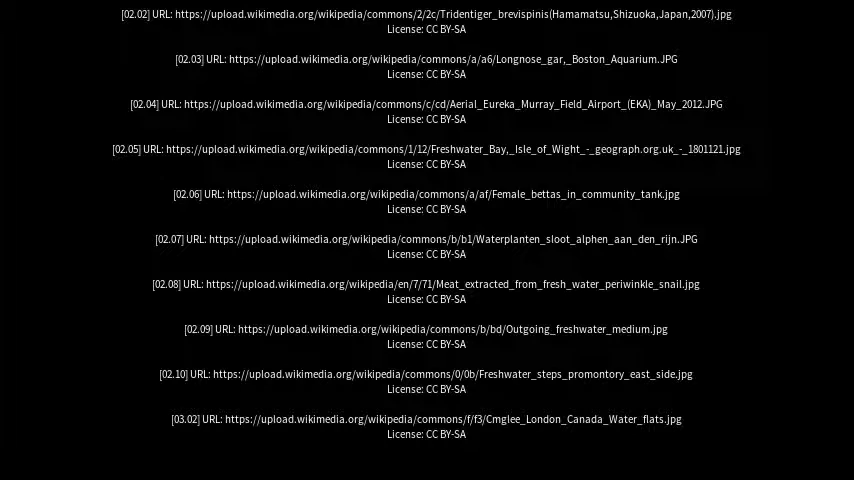 [02.02] URL: https://upload.wikimedia.org/wikipedia/commons/2/2c/Tridentiger_brevispinis(Hamamatsu,Shizuoka,Japan,2007).jpg
License: CC BY-SA
[02.03] URL: https://upload.wikimedia.org/wikipedia/commons/a/a6/Longnose_gar,_Boston_Aquarium.JPG
License: CC BY-SA
[02.04] URL: https://upload.wikimedia.org/wikipedia/commons/c/cd/Aerial_Eureka_Murray_Field_Airport_(EKA)_May_2012.JPG
License: CC BY-SA
[02.05] URL: https://upload.wikimedia.org/wikipedia/commons/1/12/Freshwater_Bay,_Isle_of_Wight_-_geograph.org.uk_-_1801121.jpg
License: CC BY-SA
[02.06] URL: https://upload.wikimedia.org/wikipedia/commons/a/af/Female_bettas_in_community_tank.jpg
License: CC BY-SA
[02.07] URL: https://upload.wikimedia.org/wikipedia/commons/b/b1/Waterplanten_sloot_alphen_aan_den_rijn.JPG
License: CC BY-SA
[02.08] URL: https://upload.wikimedia.org/wikipedia/en/7/71/Meat_extracted_from_fresh_water_periwinkle_snail.jpg
License: CC BY-SA
[02.09] URL: https://upload.wikimedia.org/wikipedia/commons/b/bd/Outgoing_freshwater_medium.jpg
License: CC BY-SA
[02.10] URL: https://upload.wikimedia.org/wikipedia/commons/0/0b/Freshwater_steps_promontory_east_side.jpg
License: CC BY-SA
[03.02] URL: https://upload.wikimedia.org/wikipedia/commons/f/f3/Cmglee_London_Canada_Water_flats.jpg
License: CC BY-SA